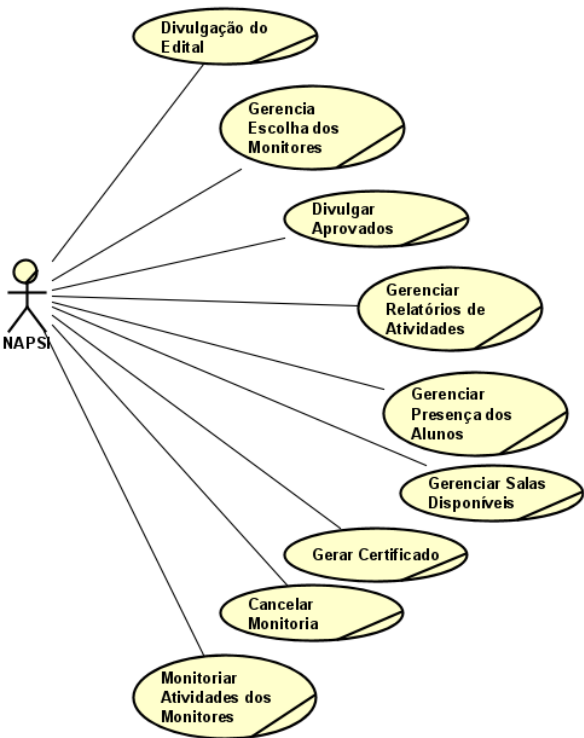 Divulgação do
Edital
Gerencia
Escolha dos
Monitores
Divulgar
Aprovados
Gerenciar
Relatórios de
Atividades
NAPSI
Gerenciar
Presença dos
Alunos
Gerenciar Salas
Disponíveis
Gerar Certificado
Cancelar
Monitoria
Monitoriar
Atividades dos
Monitores